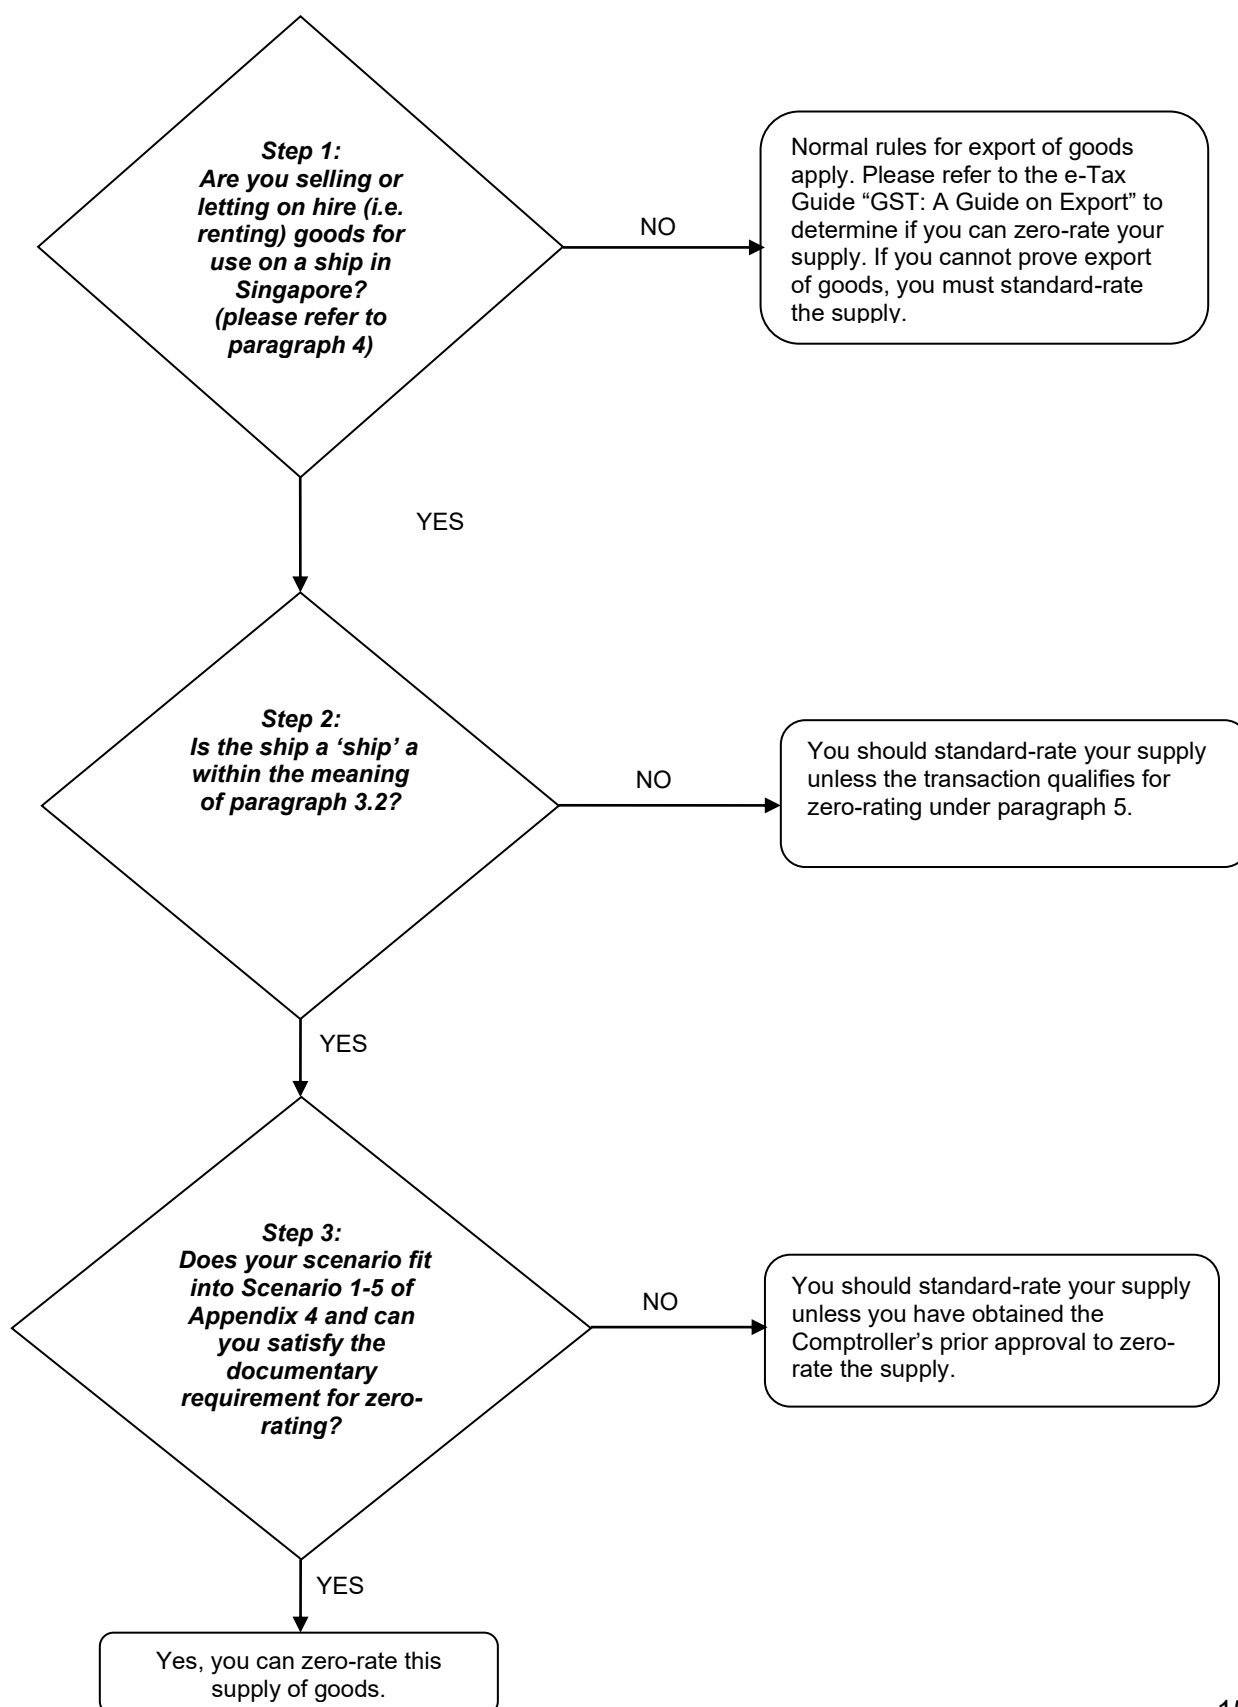 Step 1:
Are you selling or
letting on hire (i.e.
renting) goods for
use on a ship in
Singapore?
(please refer to
paragraph 4)
NO
Normal rules for export of goods
apply. Please refer to the e-Tax
Guide “GST: A Guide on Export” to
determine if you can zero-rate your
supply. If you cannot prove export
of goods, you must standard-rate
the supply.
YES
Step 2:
Is the ship a ‘ship’ a
within the meaning
of paragraph 3.2?
NO
You should standard-rate your supply
unless the transaction qualifies for
zero-rating under paragraph 5.
YES
Step 3:
Does your scenario fit
into Scenario 1-5 of
Appendix 4 and can
you satisfy the
documentary
requirement for zero-
rating?
NO
You should standard-rate your supply
unless you have obtained the
Comptroller’s prior approval to zero-
rate the supply.
YES
Yes, you can zero-rate this
supply of goods.